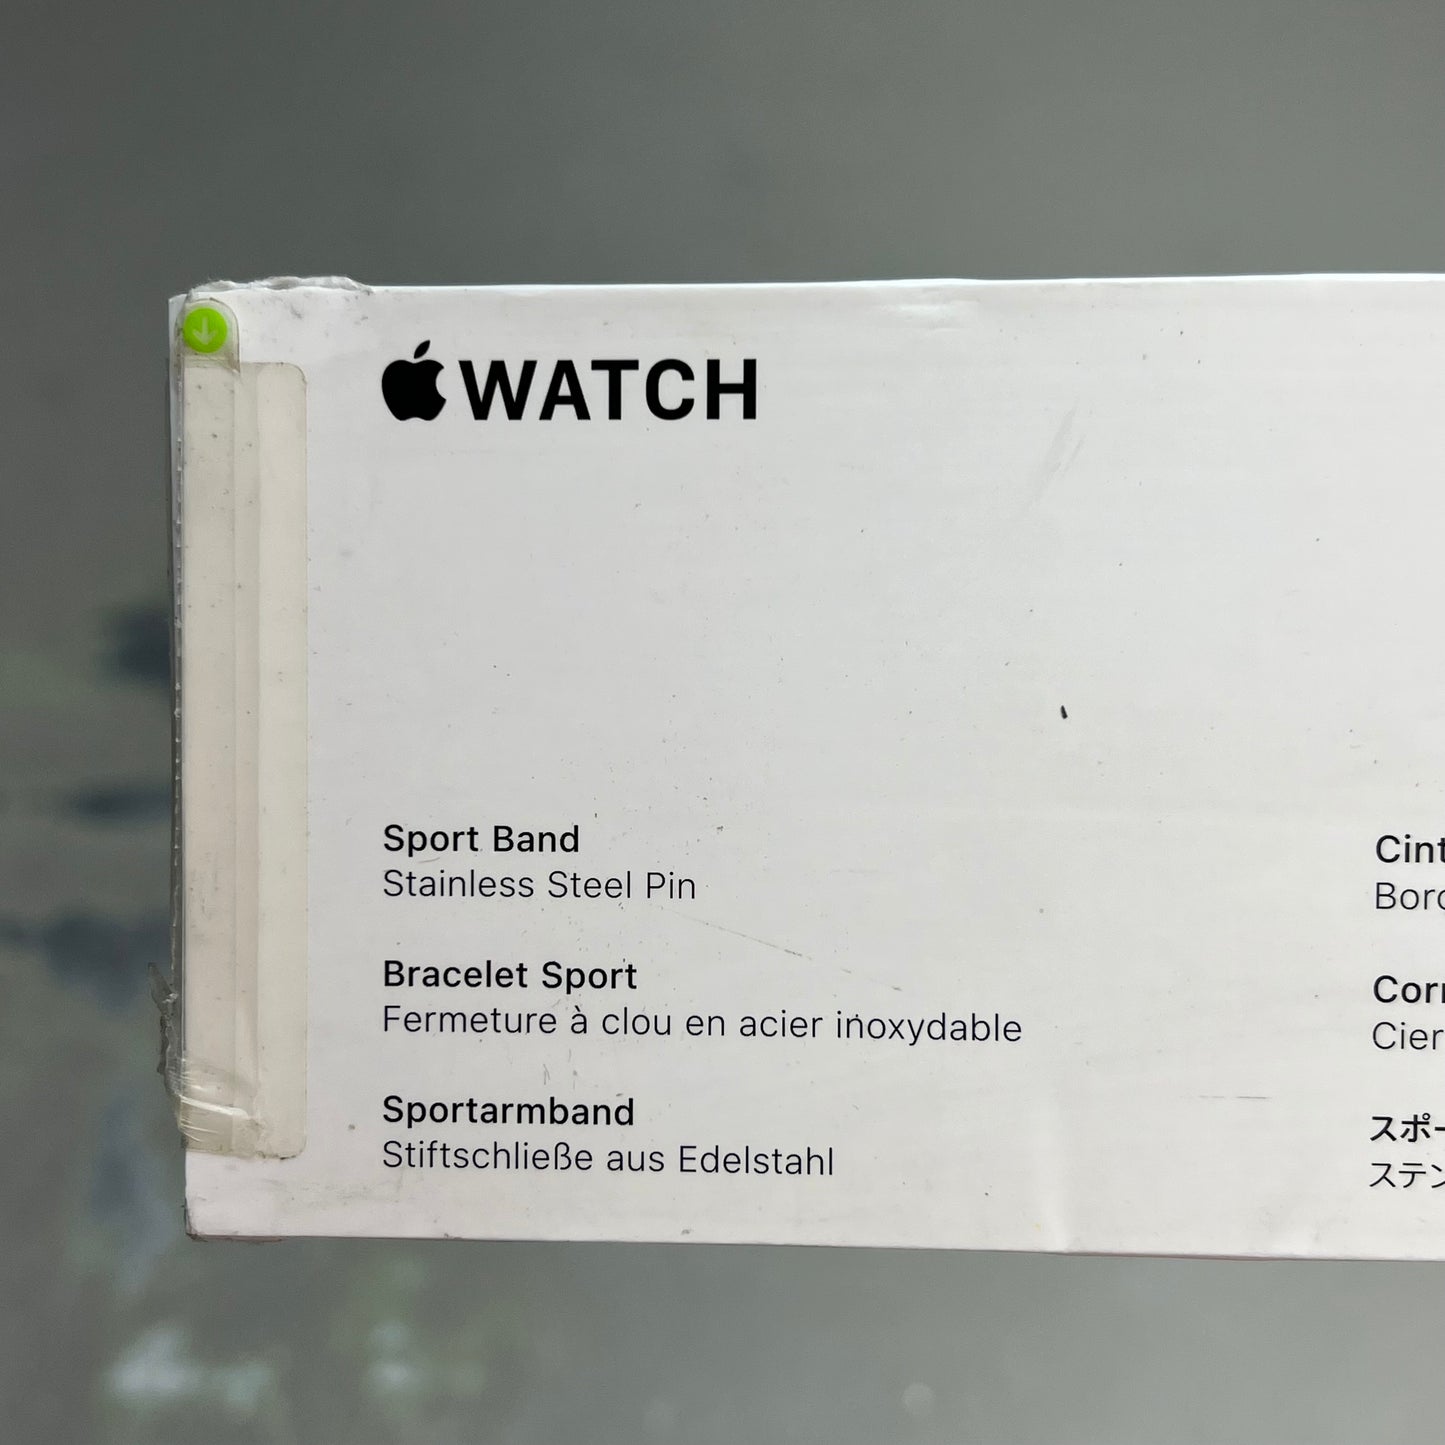 WATCH
Sport Band
Stainless Steel Pin
Bracelet Sport
Fermeture à clou en acier inoxydable
Sportarmband
Stiftschließe aus Edelstahl